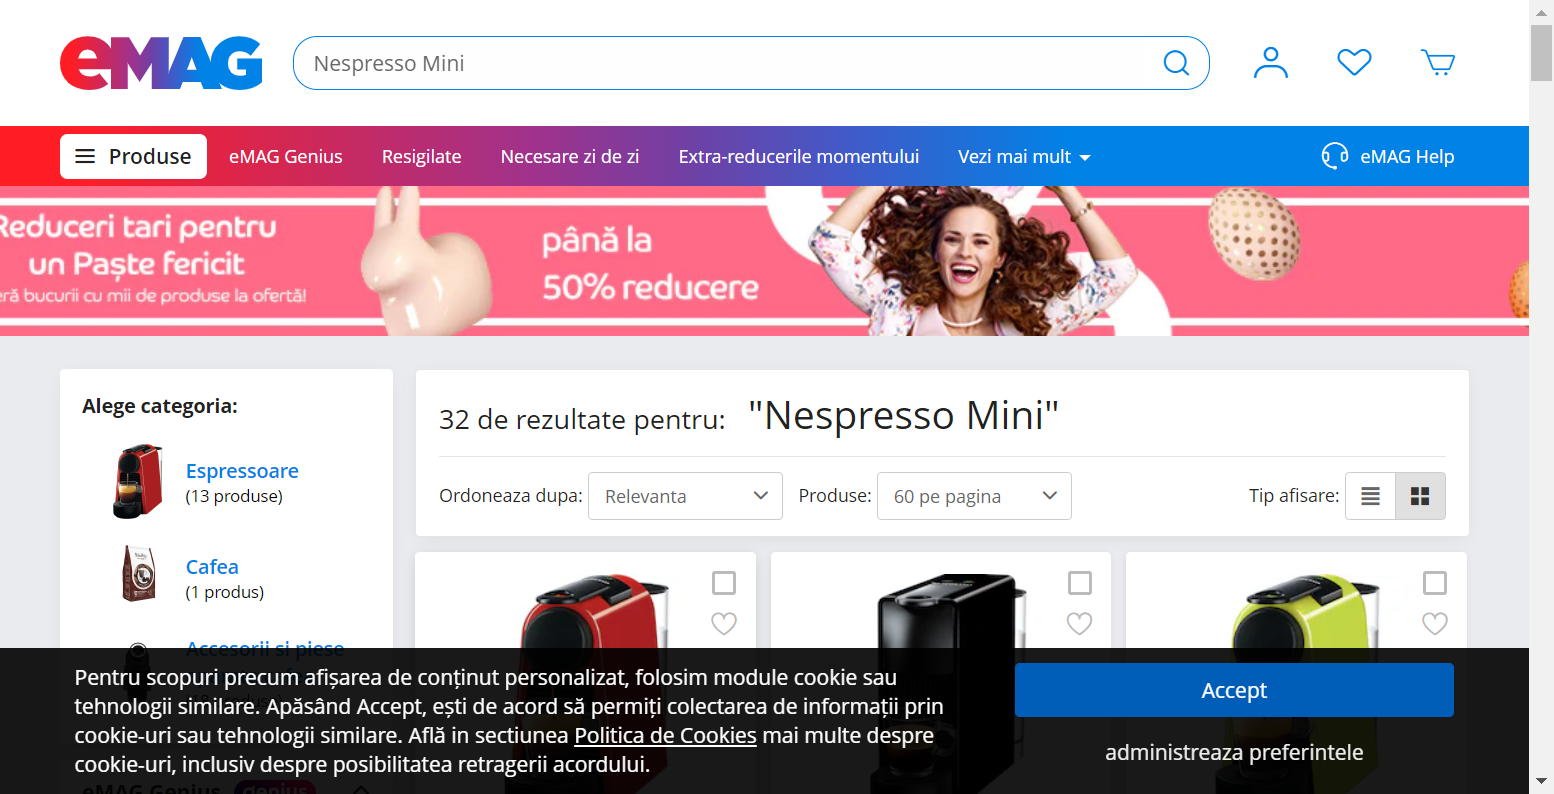 eMAG
Nespresso Mini
Produse
eMAG Genius
Resigilate
Necesare zi de zi
Extra-reducerile momentului
Vezi mai mult
eMAG Help
Reduceri tari pentru
un Paște fericit
eră bucurii cu mii de produse la ofertă!
până la
50% reducere
Alege categoria:
Espressoare
(13 produse)
Cafea
(1 produs)
Accesorii si piese
32 de rezultate pentru: "Nespresso Mini"
Ordoneaza dupa: Relevanta
Produse: 60 pe pagina
Tip afisare:
Pentru scopuri precum afișarea de conținut personalizat, folosim module cookie sau
tehnologii similare. Apăsând Accept, ești de acord să permiți colectarea de informații prin
cookie-uri sau tehnologii similare. Află in sectiunea Politica de Cookies mai multe despre
cookie-uri, inclusiv despre posibilitatea retragerii acordului.
Accept
administreaza preferintele
eMAG Genius genius